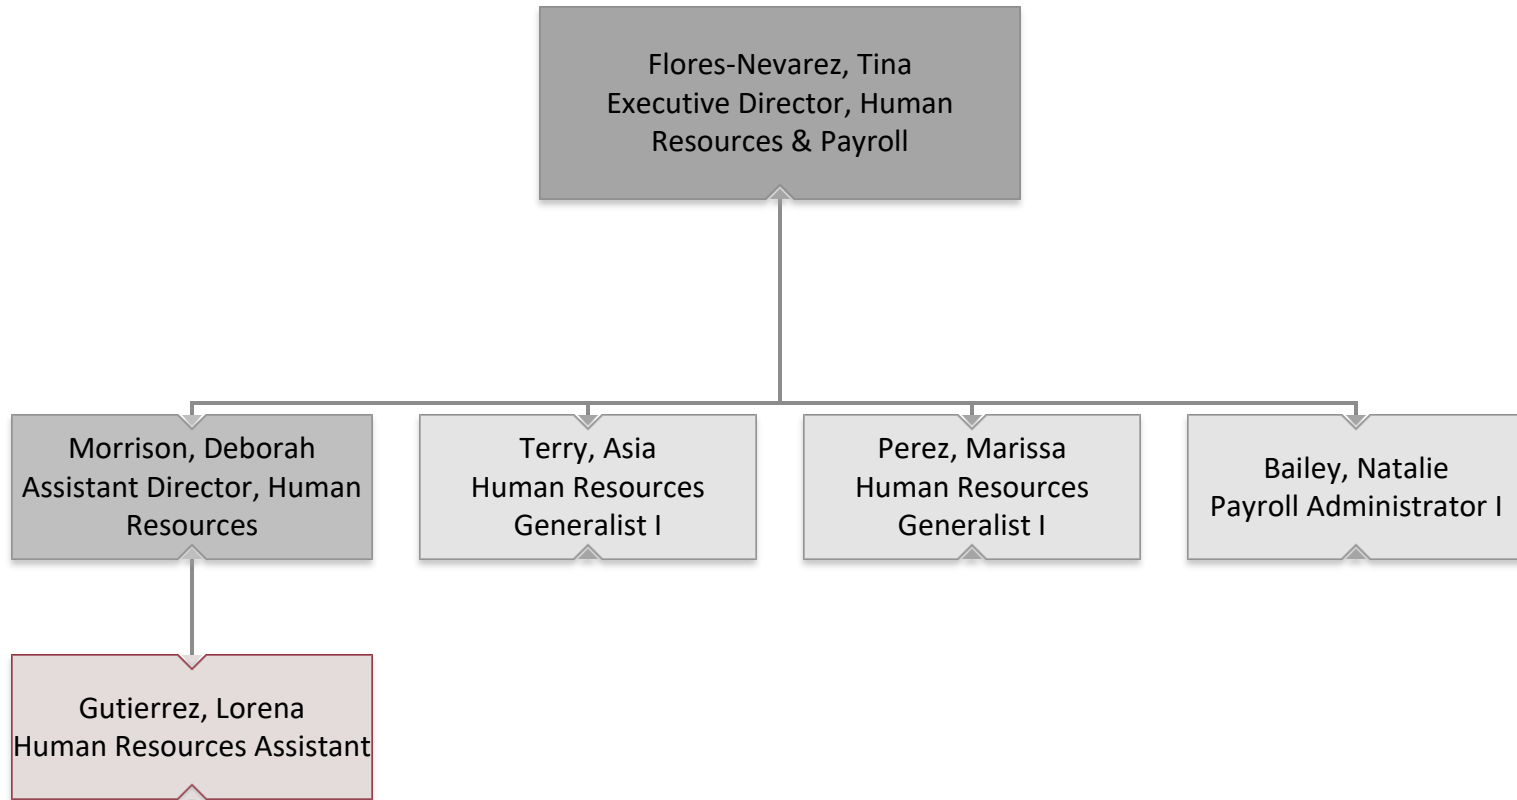 Flores-Nevarez, Tina
Executive Director, Human
Resources & Payroll
Morrison, Deborah
Assistant Director, Human
Resources
Terry, Asia
Human Resources
Generalist I
Perez, Marissa
Human Resources
Generalist I
Bailey, Natalie
Payroll Administrator I
Gutierrez, Lorena
Human Resources Assistant